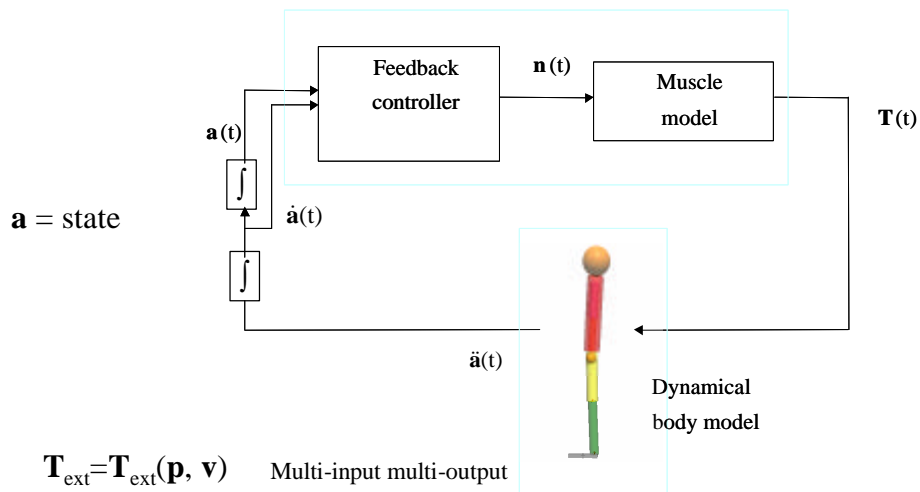 Feedback
controller
n(t)
Muscle
model
T(t)
a(t)
∫
a = state
ȧ(t)
∫
ä(t)
Dynamical
body model
T_ext=T_ext(p, v)
Multi-input multi-output